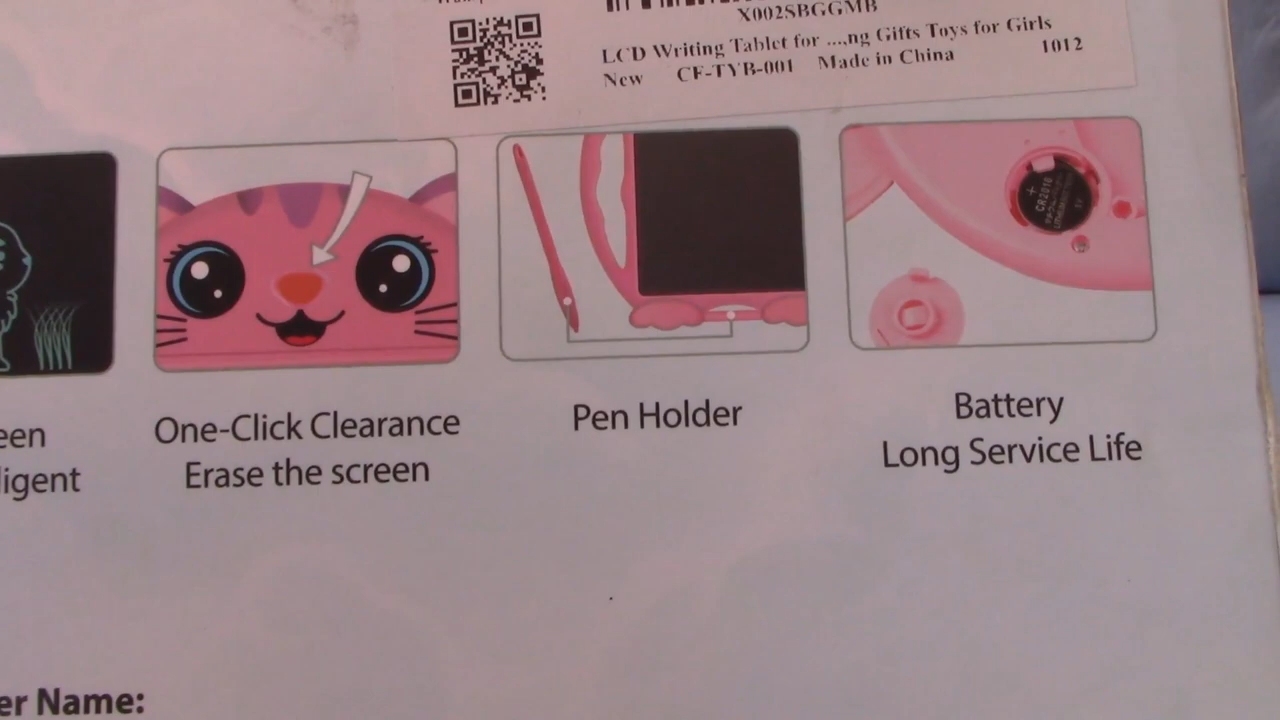 X002SBGGMB
LCD Writing Tablet for ...,ng Gifts Toys for Girls
New CF-TYB-001 Made in China 1012
CR2016
een
ligent
One-Click Clearance
Erase the screen
Pen Holder
Battery
Long Service Life
er Name: